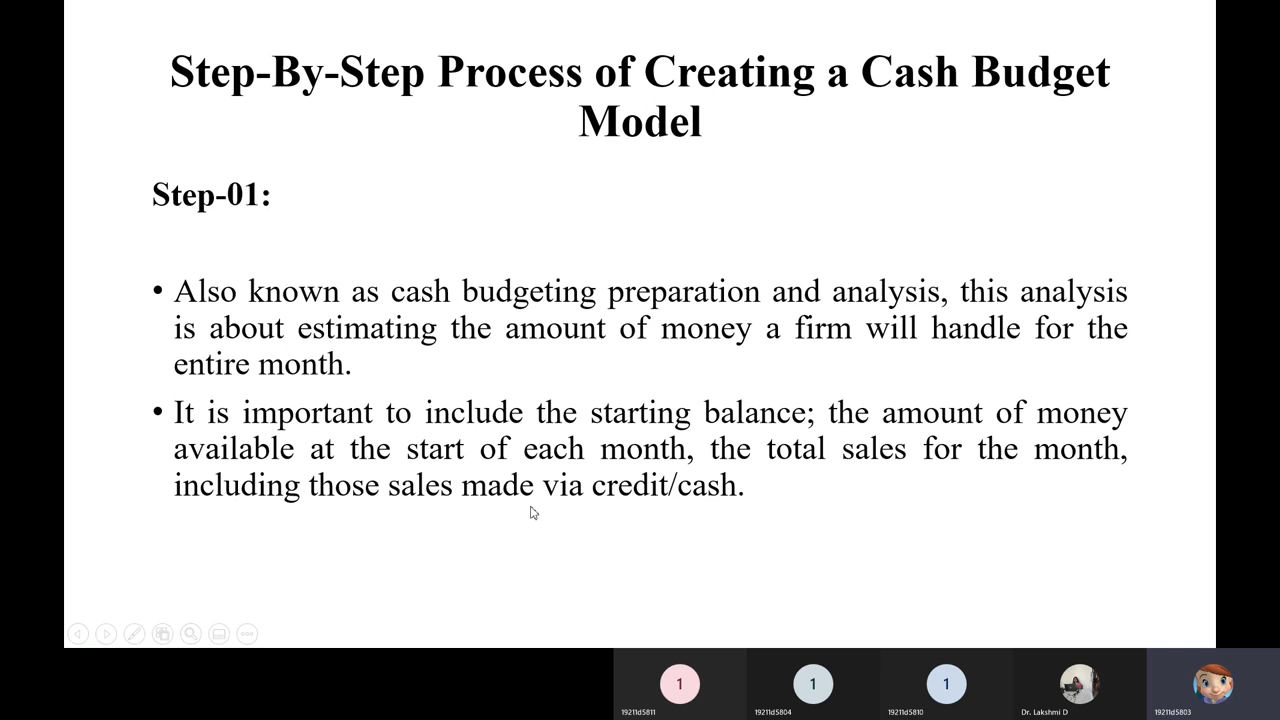 Step-By-Step Process of Creating a Cash Budget
Model
Step-01:
• Also known as cash budgeting preparation and analysis, this analysis
is about estimating the amount of money a firm will handle for the
entire month.
• It is important to include the starting balance; the amount of money
available at the start of each month, the total sales for the month,
including those sales made via credit/cash.
1
1
1
19211d5811
19211d5804
19211d5810
Dr. Lakshmi D
19211d5803